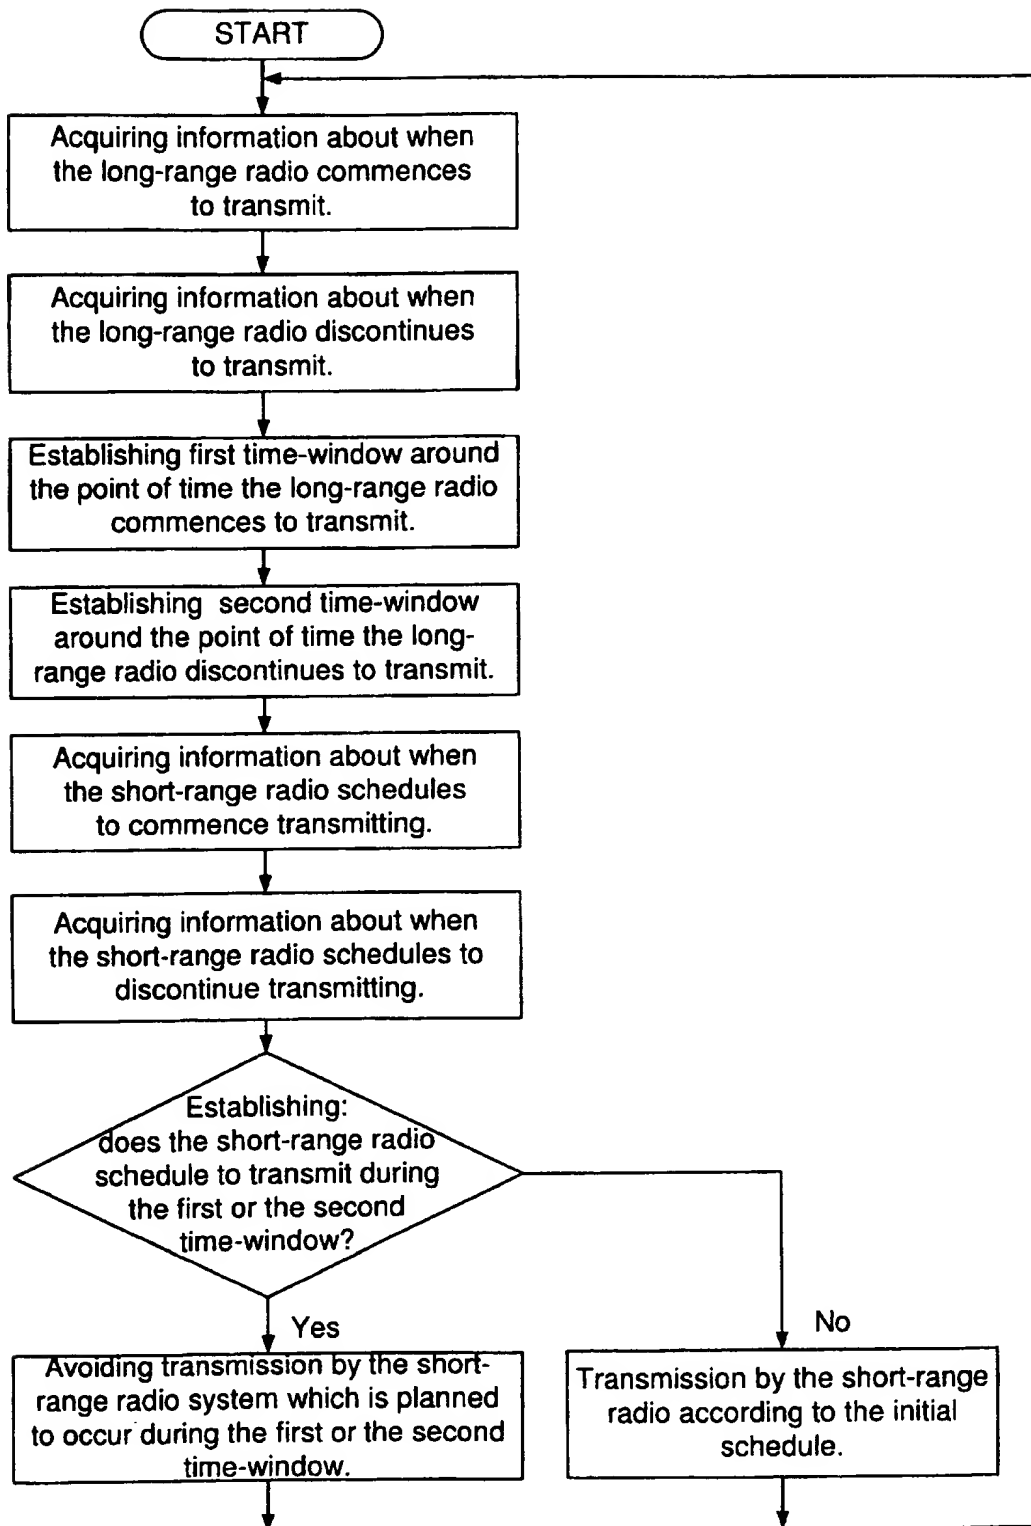 START
Acquiring information about when
the long-range radio commences
to transmit.
Acquiring information about when
the long-range radio discontinues
to transmit.
Establishing first time-window around
the point of time the long-range radio
commences to transmit.
Establishing second time-window
around the point of time the long-
range radio discontinues to transmit.
Acquiring information about when
the short-range radio schedules
to commence transmitting.
Acquiring information about when
the short-range radio schedules to
discontinue transmitting.
Establishing:
does the short-range radio
schedule to transmit during
the first or the second
time-window?
Yes
No
Avoiding transmission by the short-
range radio system which is planned
to occur during the first or the second
time-window.
Transmission by the short-range
radio according to the initial
schedule.